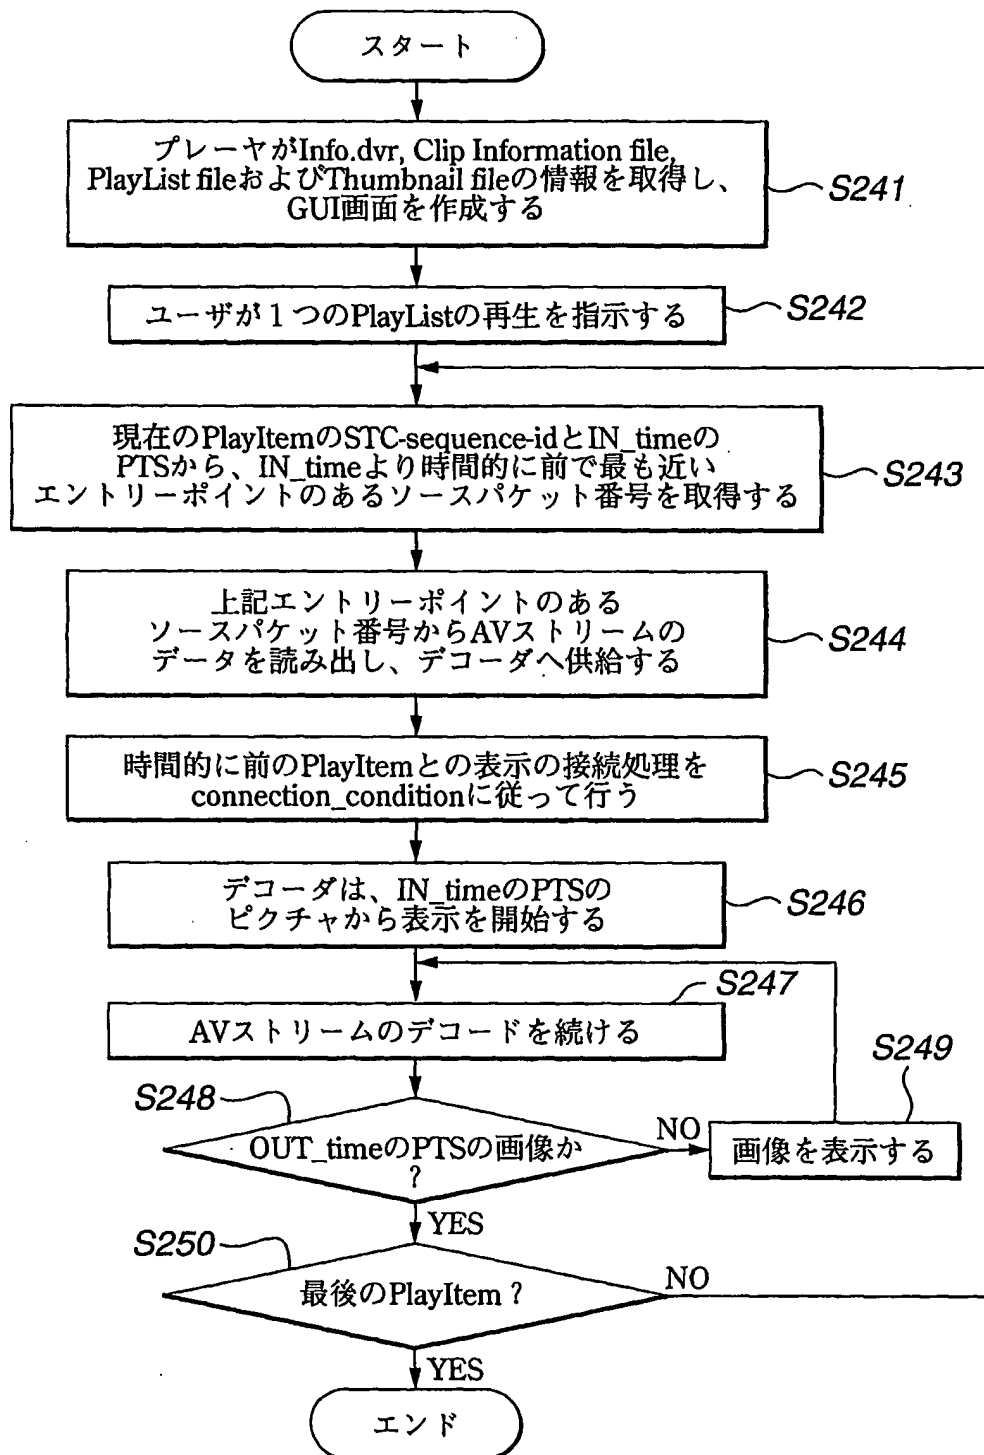 スタート
プレーヤがInfo.dvr, Clip Information file,
PlayList fileおよびThumbnail fileの情報を取得し、
GUI画面を作成する
S241
ユーザが1つのPlayListの再生を指示する
S242
現在のPlayItemのSTC-sequence-idとIN_timeの
PTSから、IN_timeより時間的に前で最も近い
エントリーポイントのあるソースパケット番号を取得する
S243
上記エントリーポイントのある
ソースパケット番号からAVストリームの
データを読み出し、デコーダへ供給する
S244
時間的に前のPlayItemとの表示の接続処理を
connection_conditionに従って行う
S245
デコーダは、IN_timeのPTSの
ピクチャから表示を開始する
S246
S247
AVストリームのデコードを続ける
S248
OUT_timeのPTSの画像か
?
NO
S249
画像を表示する
YES
S250
最後のPlayItem?
NO
YES
エンド